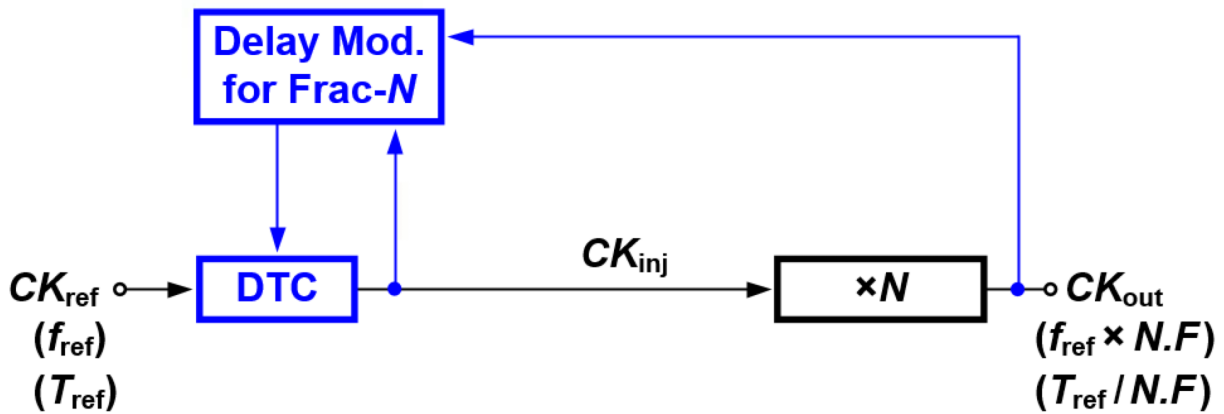 Delay Mod.
for Frac-N
CKref
DTC
CKinj
×N
CKout
(fref)
(Tref)
(fref × N.F)
(Tref / N.F)